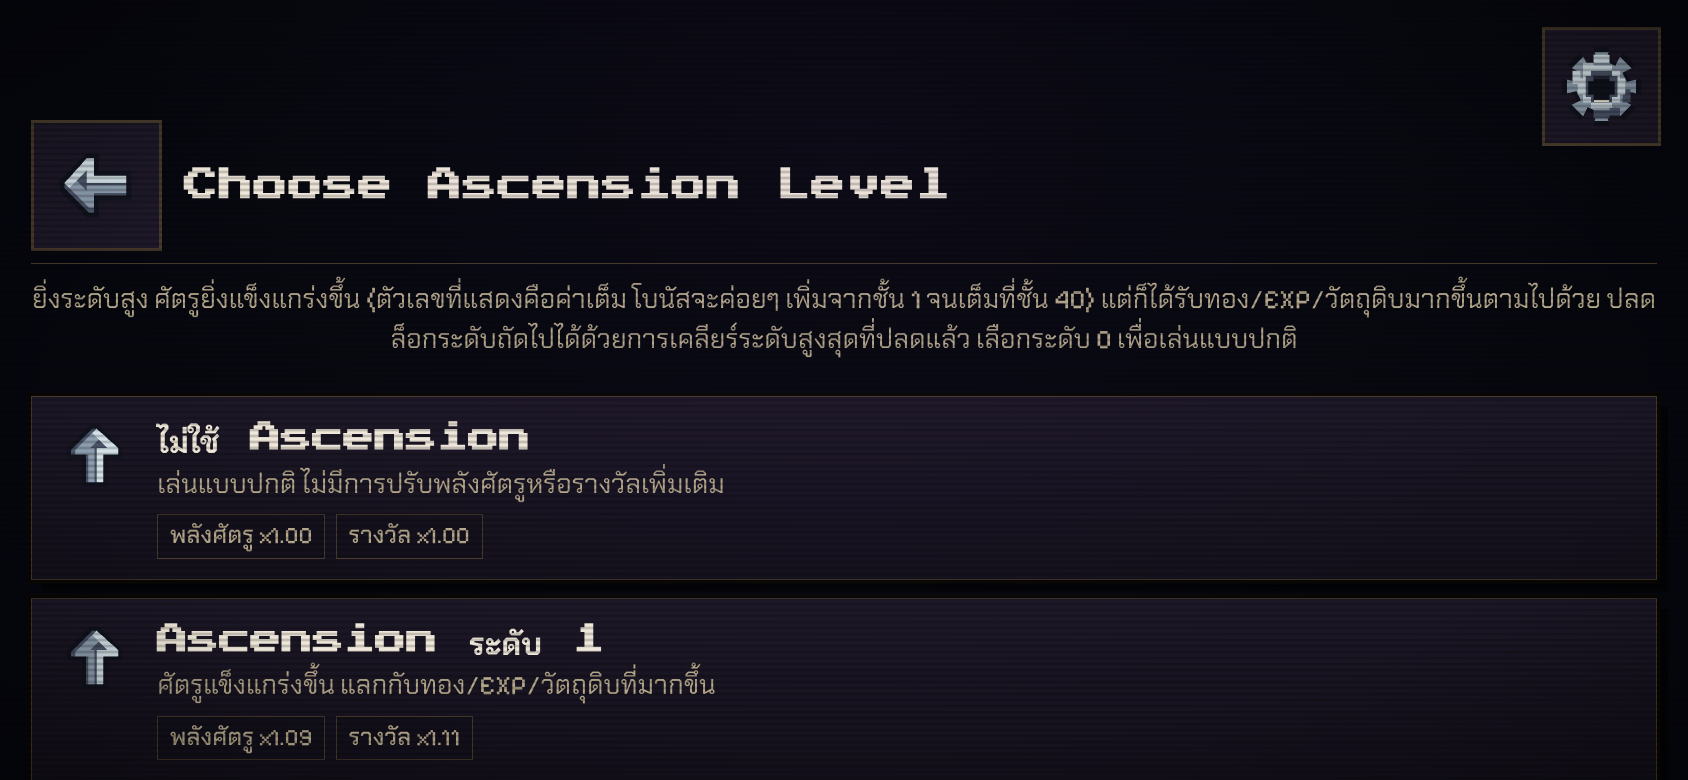 Choose Ascension Level
ยิ่งระดับสูง ศัตรูยิ่งแข็งแกร่งขึ้น (ตัวเลขที่แสดงคือค่าเต็ม โบนัสจะค่อยๆ เพิ่มจากชั้น 1 จนเต็มที่ชั้น 40) แต่ก็ได้รับทอง/EXP/วัตถุดิบมากขึ้นตามไปด้วย ปลด
ล็อกระดับถัดไปได้ด้วยการเคลียร์ระดับสูงสุดที่ปลดแล้ว เลือกระดับ 0 เพื่อเล่นแบบปกติ
ไม่ใช้ Ascension
เล่นแบบปกติ ไม่มีการปรับพลังศัตรูหรือรางวัลเพิ่มเติม
พลังศัตรู x1.00 รางวัล x1.00
Ascension ระดับ 1
ศัตรูแข็งแกร่งขึ้น แลกกับทอง/EXP/วัตถุดิบที่มากขึ้น
พลังศัตรู x1.09 รางวัล x1.11